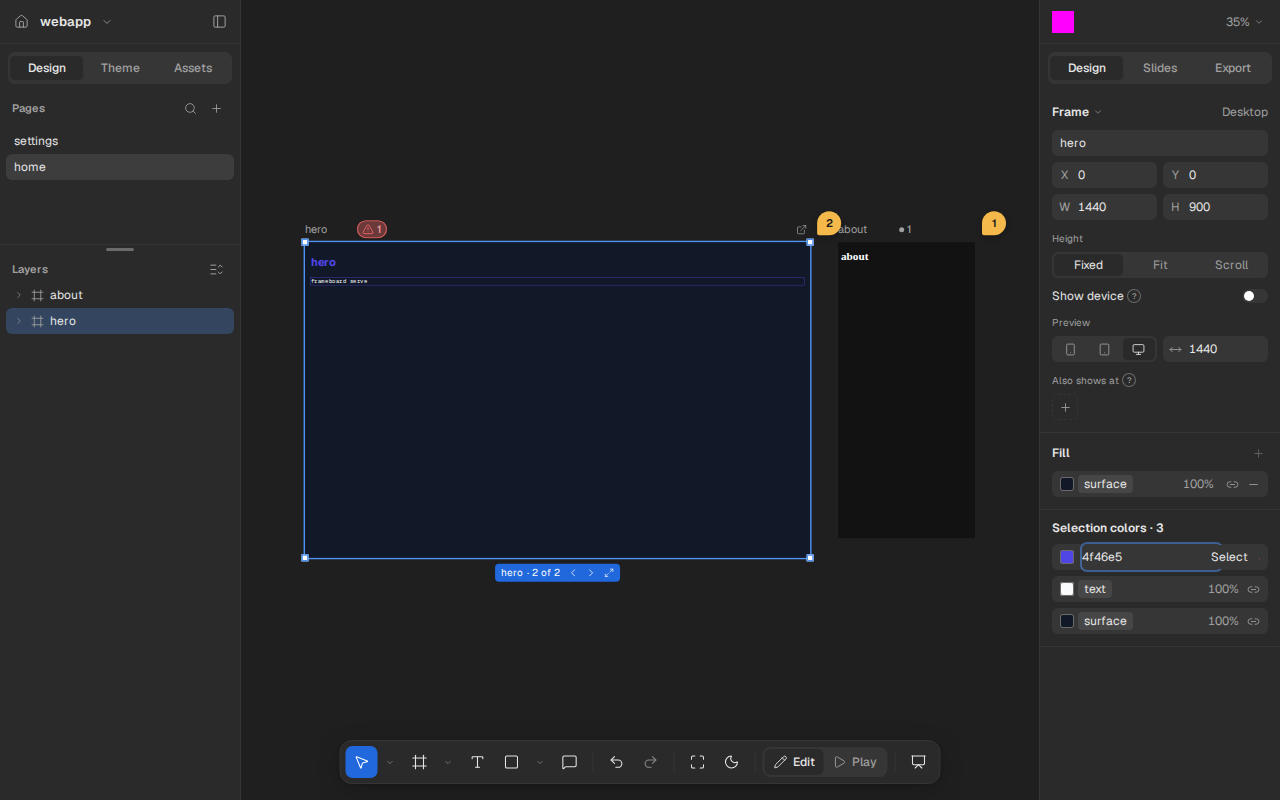 webapp
Design Theme Assets
Pages
settings
home
Layers
about
hero
hero 1
2
about 1
1
hero
frameboard serve
about
hero · 2 of 2
Edit Play
35%
Design Slides Export
Frame Desktop
hero
X 0 Y 0
W 1440 H 900
Height
Fixed Fit Scroll
Show device ?
Preview
1440
Also shows at ?
Fill
surface 100%
Selection colors · 3
4f46e5 Select
text 100%
surface 100%